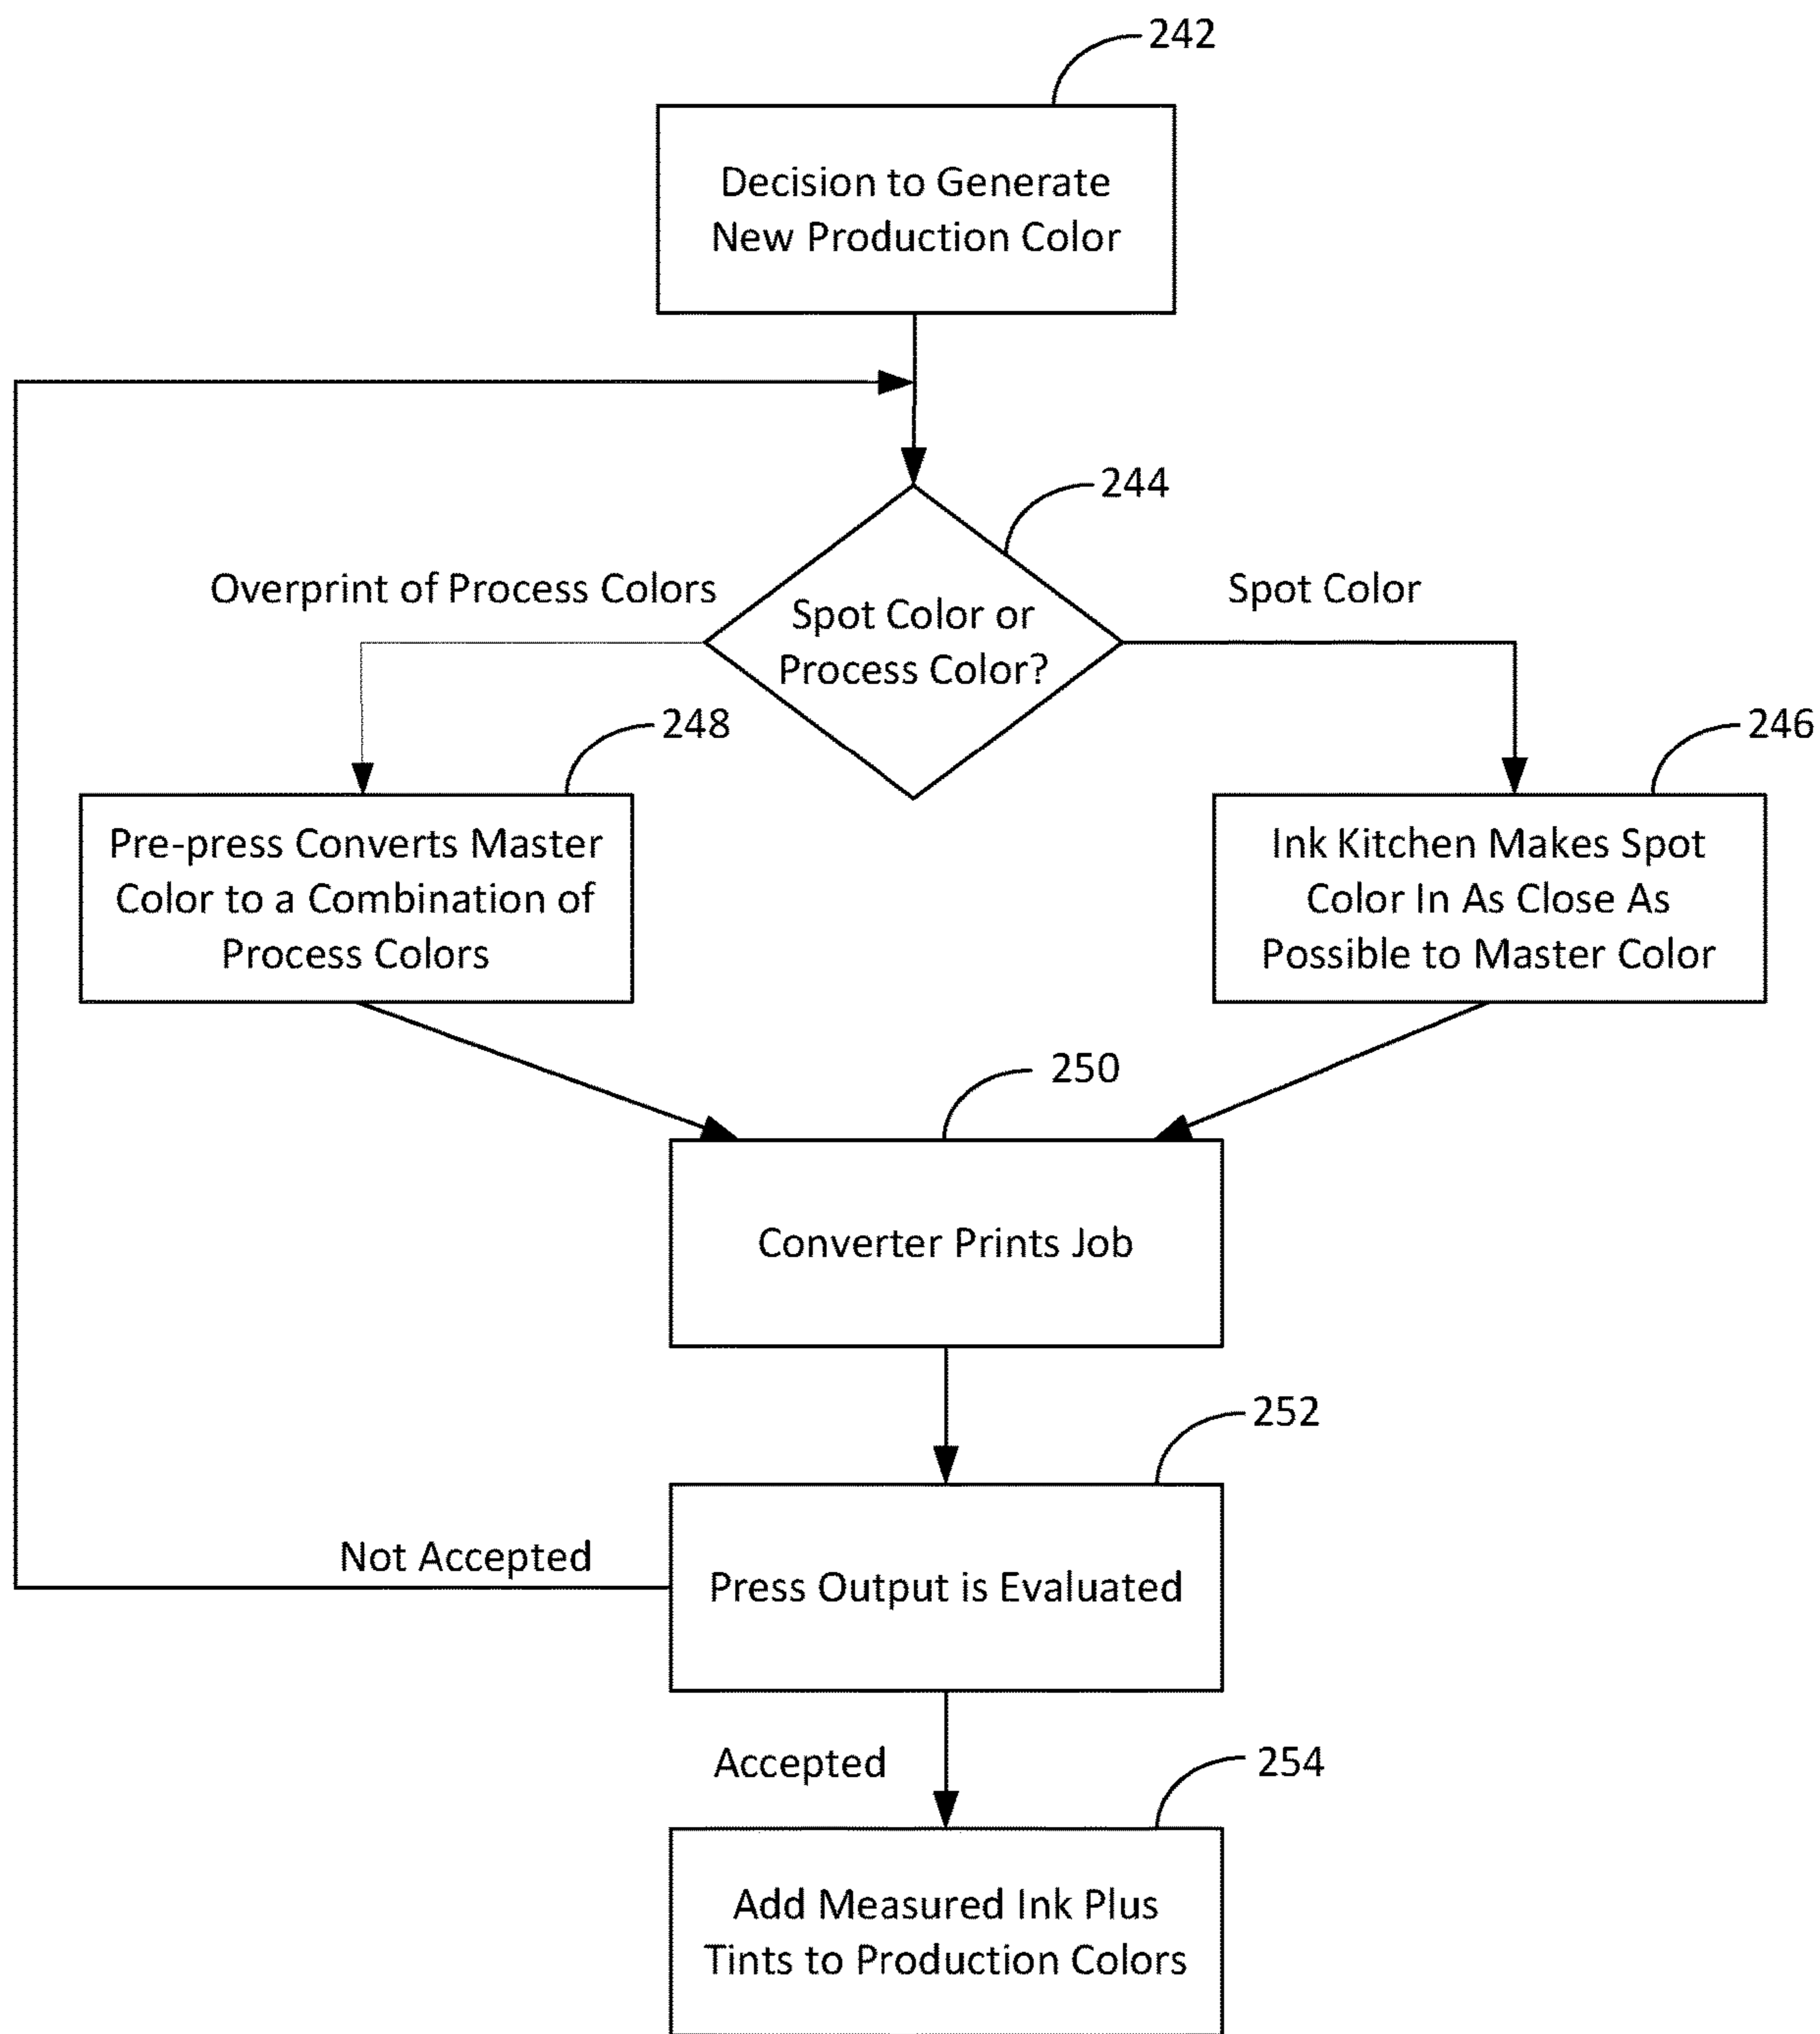 242
Decision to Generate
New Production Color
244
Overprint of Process Colors
Spot Color
Spot Color or
Process Color?
248
246
Pre-press Converts Master
Color to a Combination of
Process Colors
Ink Kitchen Makes Spot
Color In As Close As
Possible to Master Color
250
Converter Prints Job
252
Not Accepted
Press Output is Evaluated
Accepted
254
Add Measured Ink Plus
Tints to Production Colors